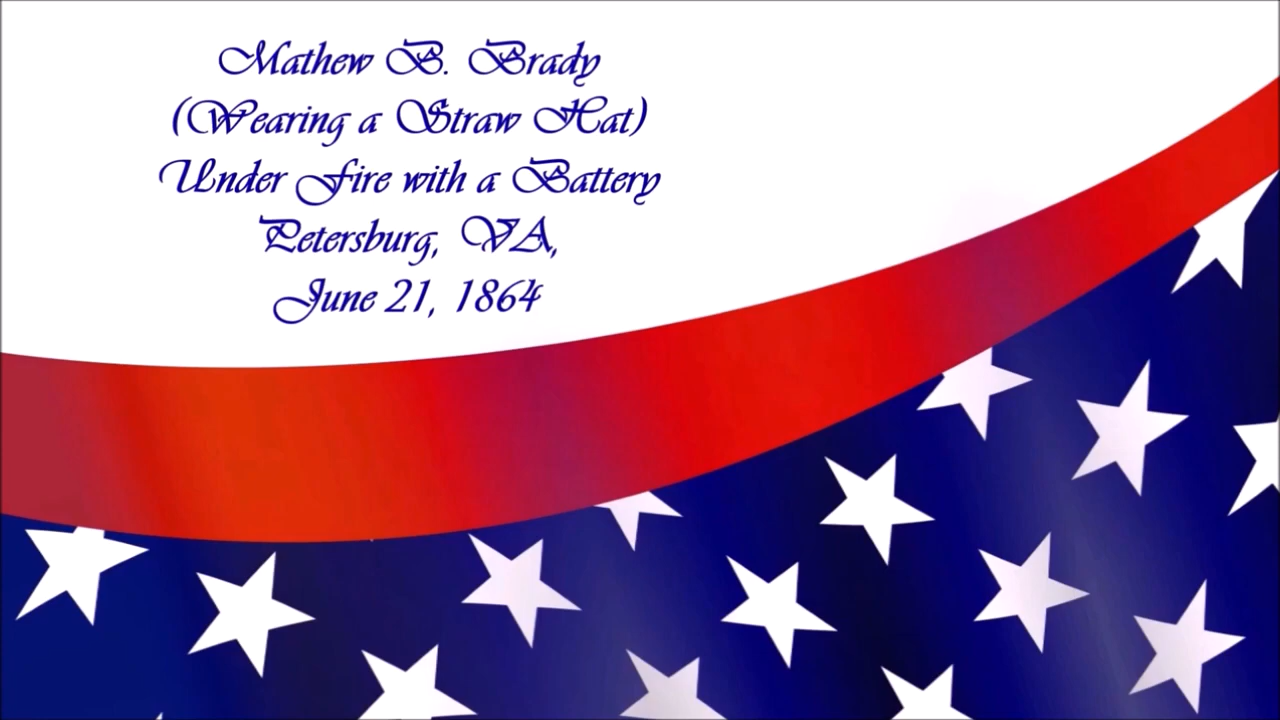 Mathew B. Brady
(Wearing a Straw Hat)
Under Fire with a Battery
Petersburg, VA,
June 21, 1864